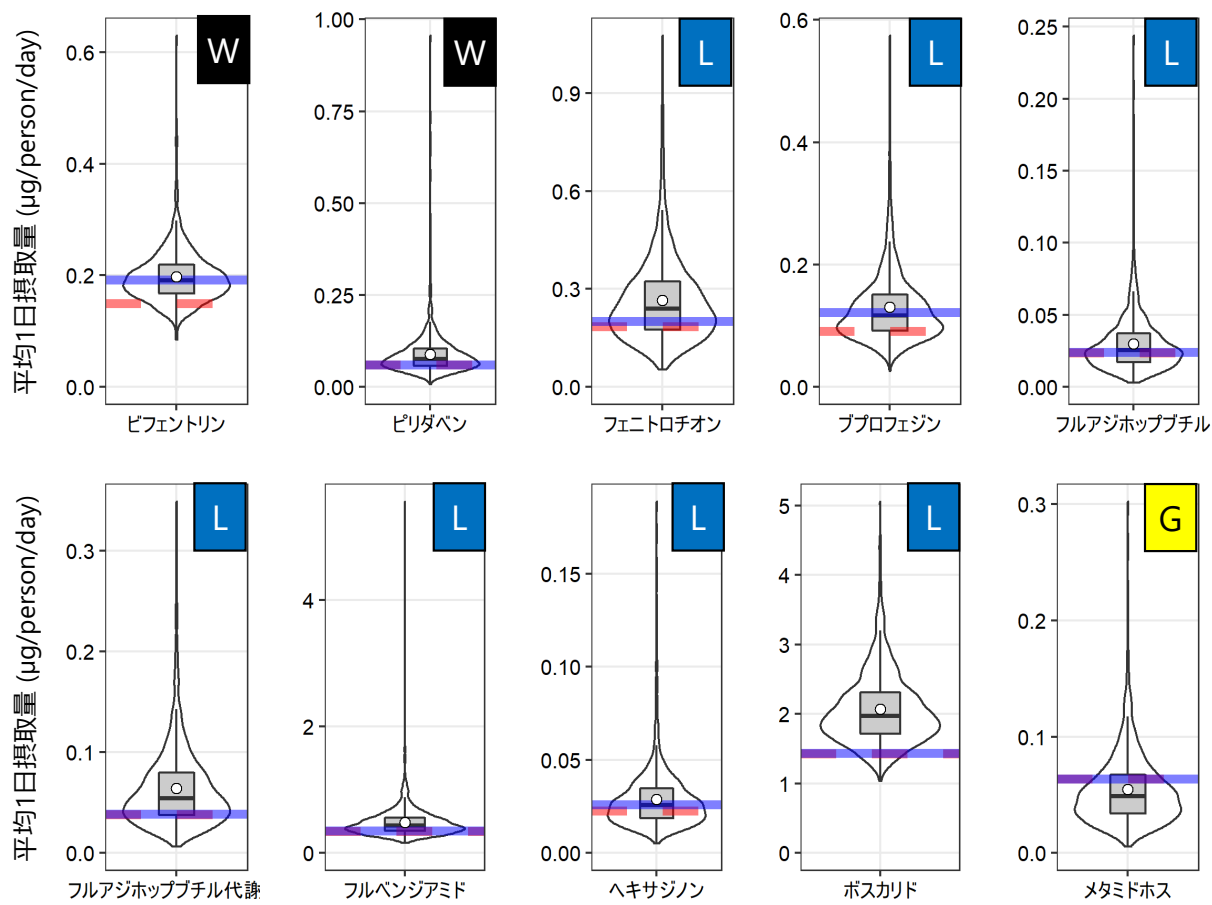 平均1日摂取量 (μg/person/day)
0.6
0.4
0.2
0.0
W
ビフェントリン
1.00
0.75
0.50
0.25
0.00
W
ピリダベン
0.9
0.6
0.3
0.0
L
フェニトロチオン
0.6
0.4
0.2
0.0
L
ブプロフェジン
0.25
0.20
0.15
0.10
0.05
0.00
L
フルアジホップブチル
平均1日摂取量 (μg/person/day)
0.3
0.2
0.1
0.0
L
フルアジホップブチル代謝
4
2
0
L
フルベンジアミド
0.15
0.10
0.05
0.00
L
ヘキサジノン
5
4
3
2
1
0
L
ボスカリド
0.3
0.2
0.1
0.0
G
メタミドホス